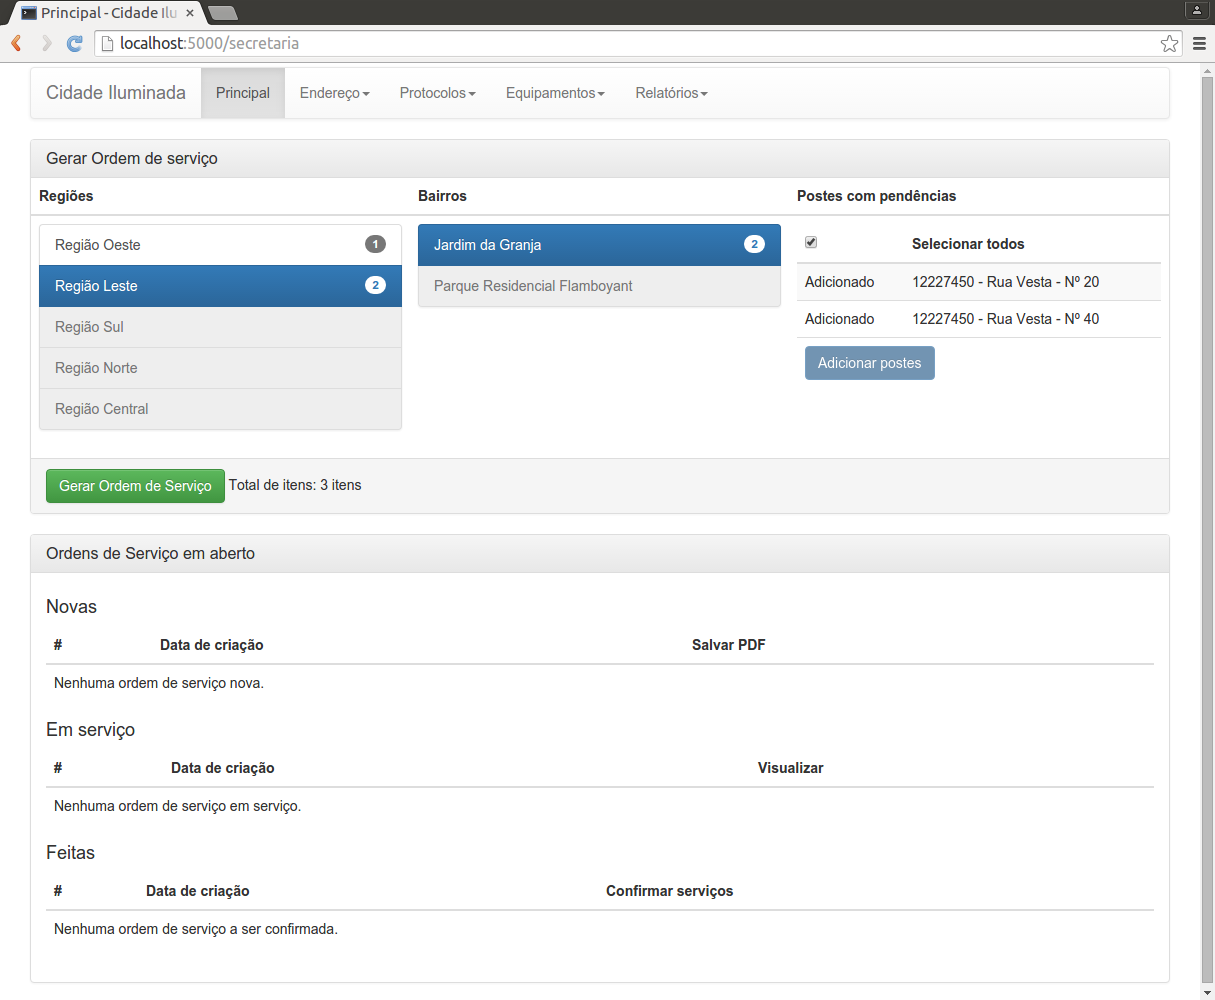 Principal - Cidade Ilu
localhost:5000/secretaria
Cidade Iluminada Principal Endereço Protocolos Equipamentos Relatórios
Gerar Ordem de serviço
Regiões Bairros Postes com pendências
Região Oeste 1 Jardim da Granja 2 Selecionar todos
Região Leste 2 Parque Residencial Flamboyant Adicionado 12227450 - Rua Vesta - Nº 20
Região Sul Adicionado 12227450 - Rua Vesta - Nº 40
Região Norte Adicionar postes
Região Central
Gerar Ordem de Serviço Total de itens: 3 itens
Ordens de Serviço em aberto
Novas
# Data de criação Salvar PDF
Nenhuma ordem de serviço nova.
Em serviço
# Data de criação Visualizar
Nenhuma ordem de serviço em serviço.
Feitas
# Data de criação Confirmar serviços
Nenhuma ordem de serviço a ser confirmada.